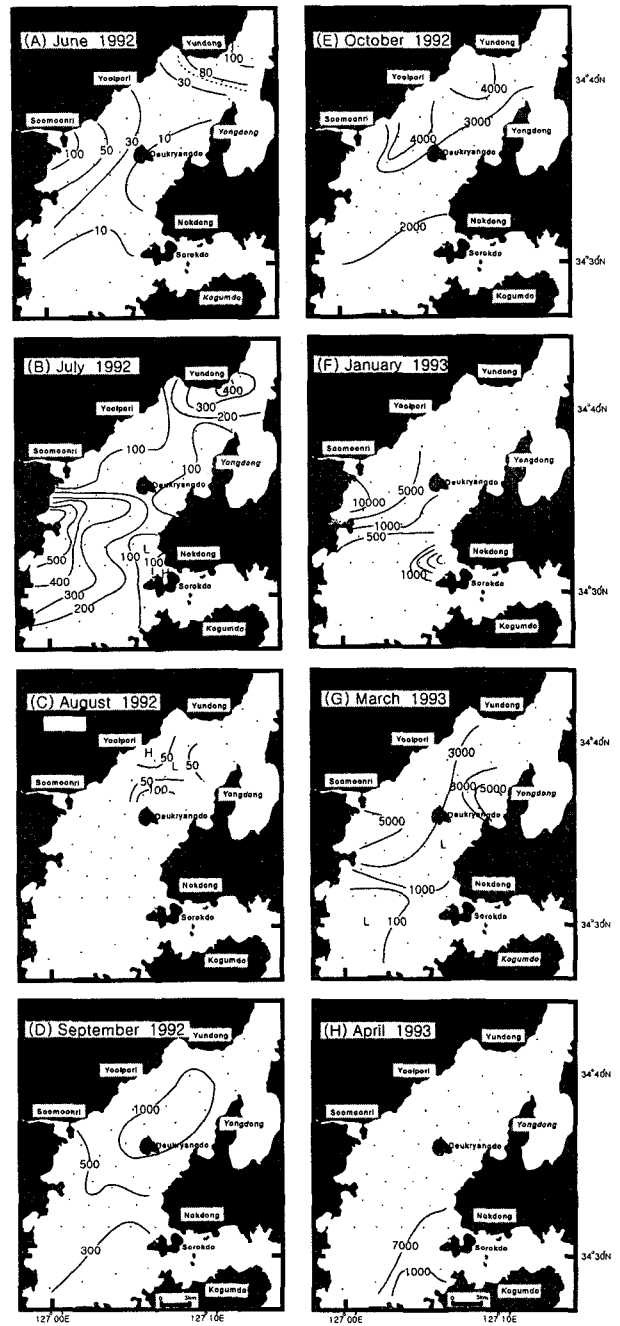 (A) June 1992
Yundong
100
80
30
Yoolpori
Soomoonri
100
50
30
10
Yongdong
Deukryangdo
Nokdong
10
Sorokdo
Kogumdo
(E) October 1992
Yundong
34°40N
Yoolpori
4000
Soomoonri
3000
Yongdong
4000
Deukryangdo
Nokdong
2000
Sorokdo
34°30N
Kogumdo
(B) July 1992
Yundong
400
300
200
Yoolpori
100
Soomoonri
100
Yongdong
Deukryangdo
500
100
L
Nokdong
100
400
L
H
Sorokdo
300
200
Kogumdo
(F) January 1993
Yundong
34°40N
Yoolpori
Soomoonri
Yongdong
5000
Deukryangdo
10000
1000
500
Nokdong
1000
Sorokdo
34°30N
Kogumdo
(C) August 1992
Yundong
Yoolpori
H
50
L
50
50
100
Soomoonri
Yongdong
Deukryangdo
Nokdong
Sorokdo
Kogumdo
(G) March 1993
Yundong
34°40N
Yoolpori
3000
Soomoonri
3000
5000
Yongdong
Deukryangdo
5000
L
1000
Nokdong
L
100
Sorokdo
34°30N
Kogumdo
(D) September 1992
Yundong
Yoolpori
1000
Soomoonri
Yongdong
Deukryangdo
500
Nokdong
300
Sorokdo
Kogumdo
0 3km
127°00E
127°10E
(H) April 1993
Yundong
34°40N
Yoolpori
Soomoonri
Yongdong
Deukryangdo
Nokdong
7000
Sorokdo
34°30N
1000
Kogumdo
0 3km
127°00E
127°10E